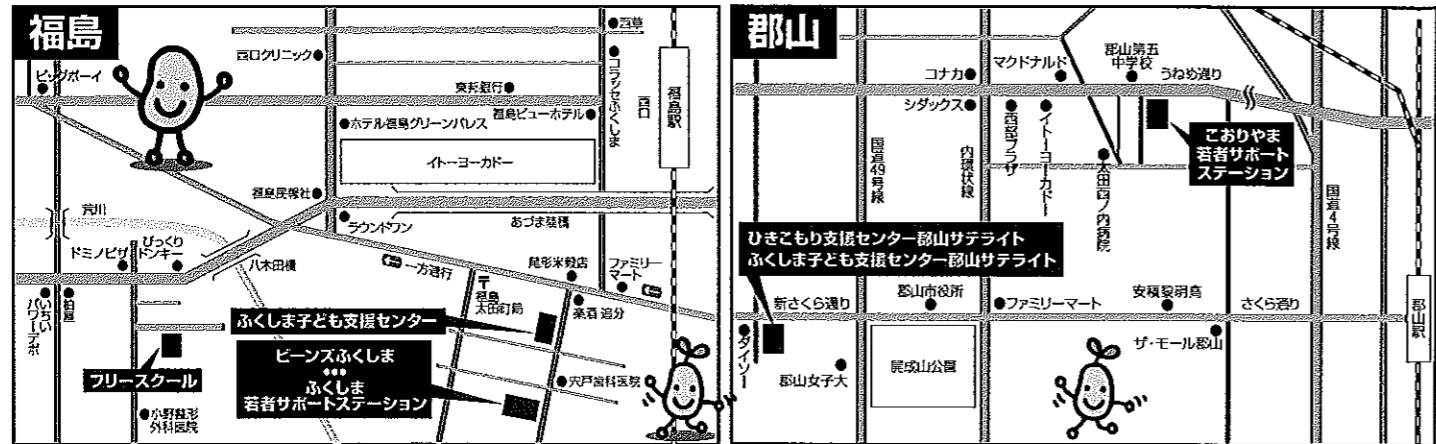 福島
ビッグボーイ
西口クリニック
西草
コラッセふくしま
西口
福島駅
東邦銀行
福島ビューホテル
ホテル福島グリーンパレス
イトーヨーカドー
福島民報社
荒川
ラウンドワン
あづま陸橋
ドミノピザ
びっくり
ドンキー
八木田橋
一方通行
尾形米穀店
ファミリー
マート
〒
福島
太田町局
楽酒 追分
いちい
パワーデポ
柏屋
ふくしま子ども支援センター
フリースクール
ビーンズふくしま
ふくしま
若者サポートステーション
宍戸歯科医院
小野整形
外科医院
郡山
コナカ
マクドナルド
郡山第五
中学校
うねめ通り
シダックス
西部プラザ
イトーヨーカドー
太田西ノ内病院
こおりやま
若者サポート
ステーション
国道49号線
内環状線
国道4号線
ひきこもり支援センター郡山サテライト
ふくしま子ども支援センター郡山サテライト
新さくら通り
郡山市役所
ファミリーマート
安積黎明高
さくら通り
郡山駅
ダイソー
郡山女子大
開成山公園
ザ・モール郡山